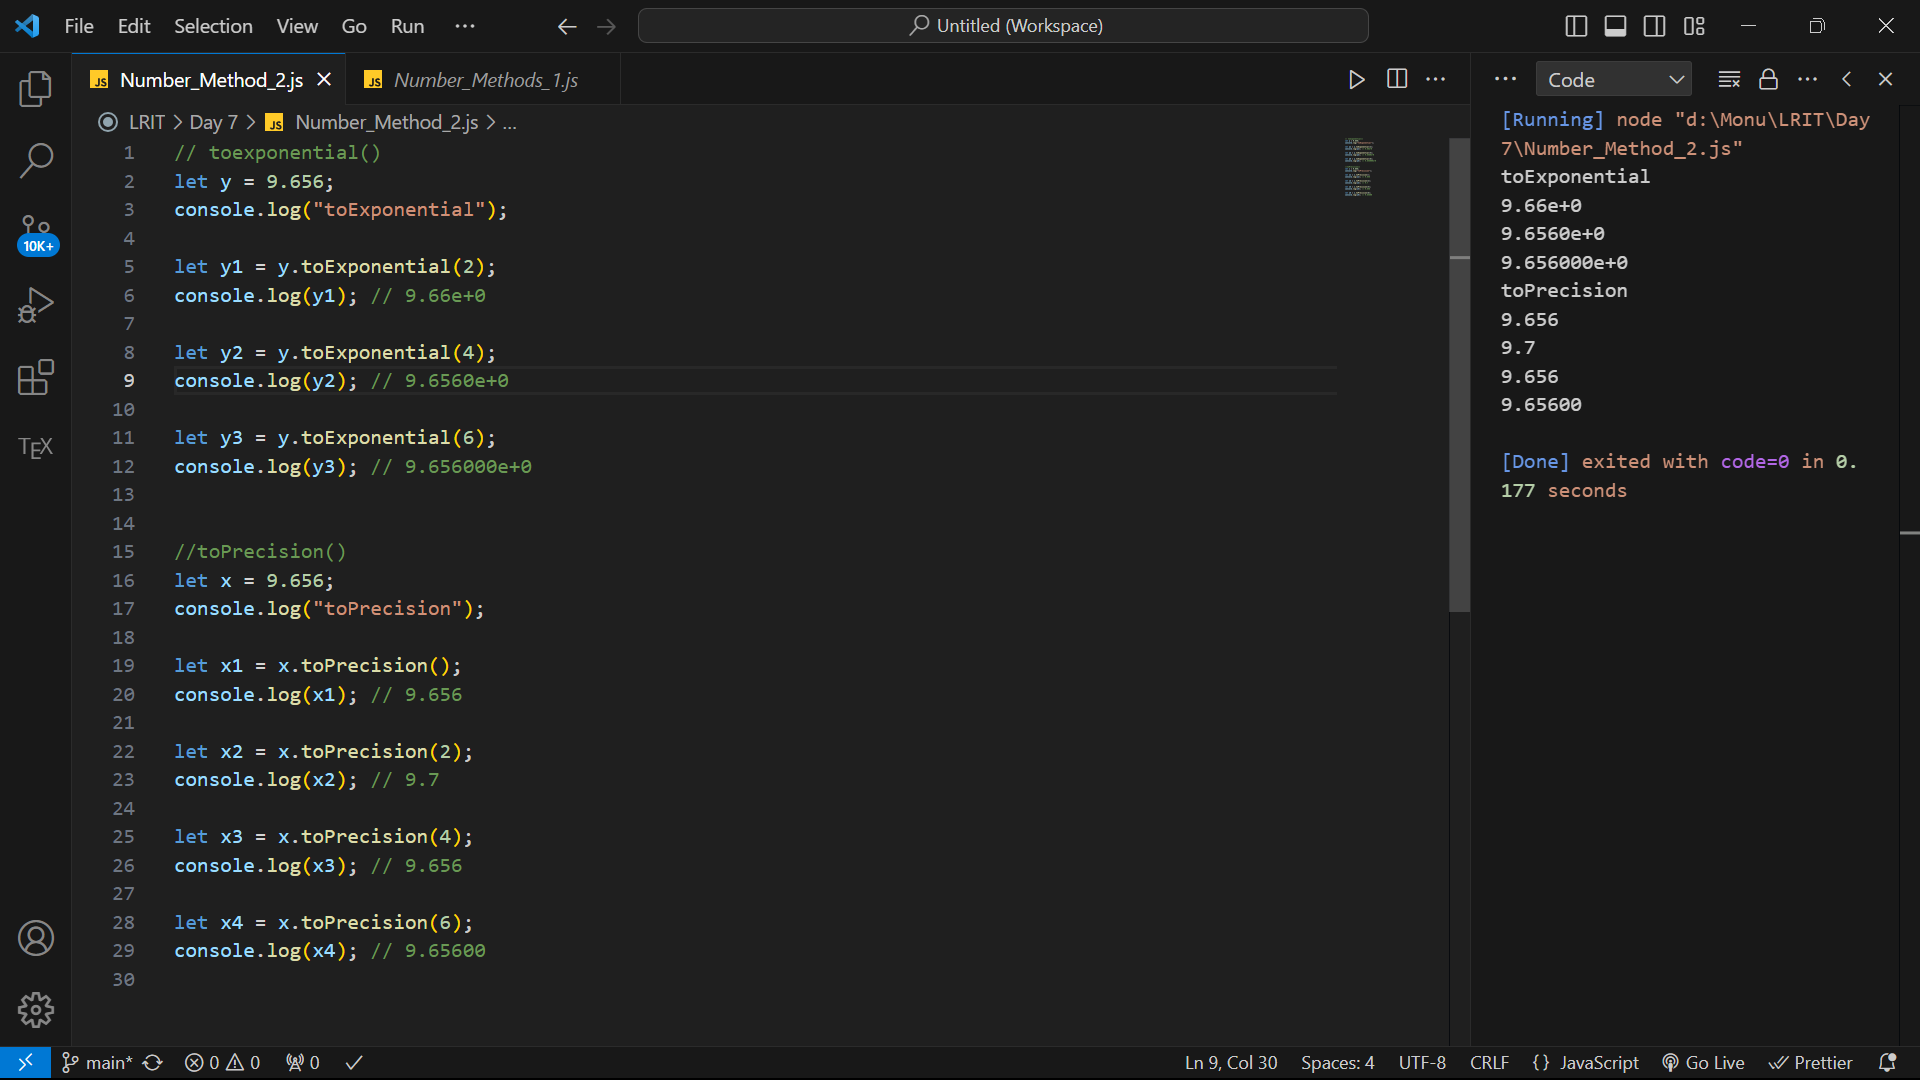 File Edit Selection View Go Run ···
Untitled (Workspace)
JS Number_Method_2.js
JS Number_Methods_1.js
LRIT > Day 7 > JS Number_Method_2.js > ...
1 // toexponential()
2 let y = 9.656;
3 console.log("toExponential");
4
5 let y1 = y.toExponential(2);
6 console.log(y1); // 9.66e+0
7
8 let y2 = y.toExponential(4);
9 console.log(y2); // 9.6560e+0
10
11 let y3 = y.toExponential(6);
12 console.log(y3); // 9.656000e+0
13
14
15 //toPrecision()
16 let x = 9.656;
17 console.log("toPrecision");
18
19 let x1 = x.toPrecision();
20 console.log(x1); // 9.656
21
22 let x2 = x.toPrecision(2);
23 console.log(x2); // 9.7
24
25 let x3 = x.toPrecision(4);
26 console.log(x3); // 9.656
27
28 let x4 = x.toPrecision(6);
29 console.log(x4); // 9.65600
30
10K+
TEX
Code
[Running] node "d:\Monu\LRIT\Day
7\Number_Method_2.js"
toExponential
9.66e+0
9.6560e+0
9.656000e+0
toPrecision
9.656
9.7
9.656
9.65600
[Done] exited with code=0 in 0.
177 seconds
main* 0 0 0
Ln 9, Col 30 Spaces: 4 UTF-8 CRLF {} JavaScript Go Live Prettier